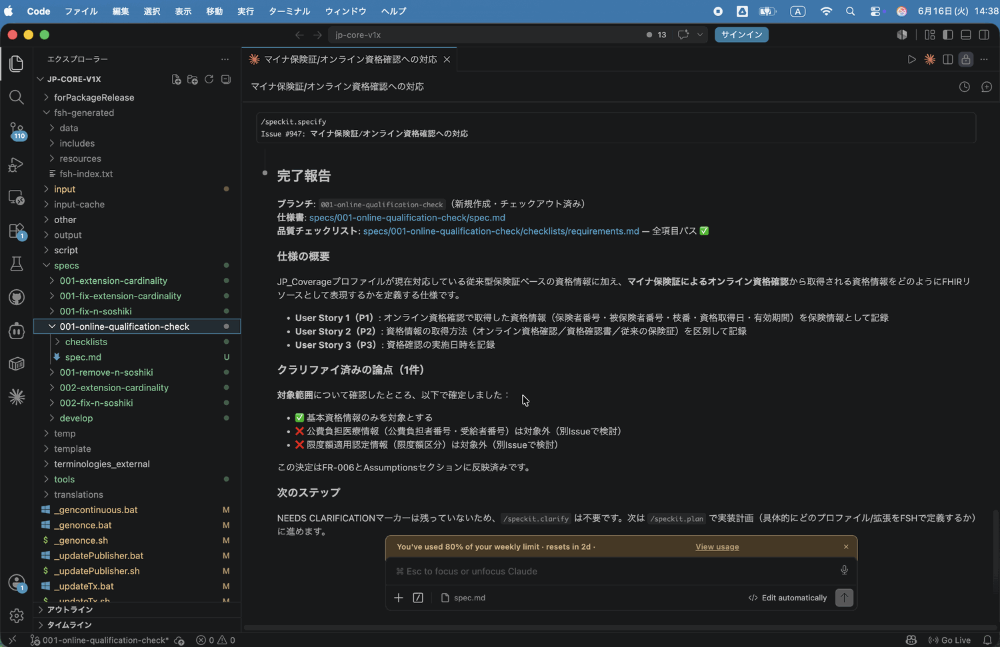 Code ファイル 編集 選択 表示 移動 実行 ターミナル ウィンドウ ヘルプ A 6月16日(火) 14:38
jp-core-v1x 13 サインイン
エクスプローラー
マイナ保険証/オンライン資格確認への対応
JP-CORE-V1X
forPackageRelease
fsh-generated
data
includes
resources
fsh-index.txt
input
input-cache
other
output
script
specs
001-extension-cardinality
001-fix-extension-cardinality
001-fix-n-soshiki
001-online-qualification-check
checklists
spec.md U
001-remove-n-soshiki
002-extension-cardinality
002-fix-n-soshiki
develop
temp
template
terminologies_external
tools
translations
_gencontinuous.bat M
_genonce.bat M
$ _genonce.sh M
_updatePublisher.bat M
$ _updatePublisher.sh M
_updateTx.bat M
$ _updateTx.sh M
アウトライン
タイムライン
110
1
1
マイナ保険証/オンライン資格確認への対応
/speckit.specify
Issue #947: マイナ保険証/オンライン資格確認への対応
完了報告
ブランチ: 001-online-qualification-check（新規作成・チェックアウト済み）
仕様書: specs/001-online-qualification-check/spec.md
品質チェックリスト: specs/001-online-qualification-check/checklists/requirements.md — 全項目パス ✅
仕様の概要
JP_Coverageプロファイルが現在対応している従来型保険証ベースの資格情報に加え、マイナ保険証によるオンライン資格確認から取得される資格情報をどのようにFHIRリ
ソースとして表現するかを定義する仕様です。
• User Story 1（P1）: オンライン資格確認で取得した資格情報（保険者番号・被保険者番号・枝番・資格取得日・有効期間）を保険情報として記録
• User Story 2（P2）: 資格情報の取得方法（オンライン資格確認／資格確認書／従来の保険証）を区別して記録
• User Story 3（P3）: 資格確認の実施日時を記録
クラリファイ済みの論点（1件）
対象範囲について確認したところ、以下で確定しました：
• ✅ 基本資格情報のみを対象とする
• ❌ 公費負担医療情報（公費負担者番号・受給者番号）は対象外（別Issueで検討）
• ❌ 限度額適用認定情報（限度額区分）は対象外（別Issueで検討）
この決定はFR-006とAssumptionsセクションに反映済みです。
次のステップ
NEEDS CLARIFICATIONマーカーは残っていないため、 /speckit.clarify は不要です。次は /speckit.plan で実装計画（具体的にどのプロファイル/拡張をFSHで定義するか）
に進めます。
You've used 80% of your weekly limit · resets in 2d · View usage
⌘ Esc to focus or unfocus Claude
spec.md Edit automatically
001-online-qualification-check* 0 0 Go Live